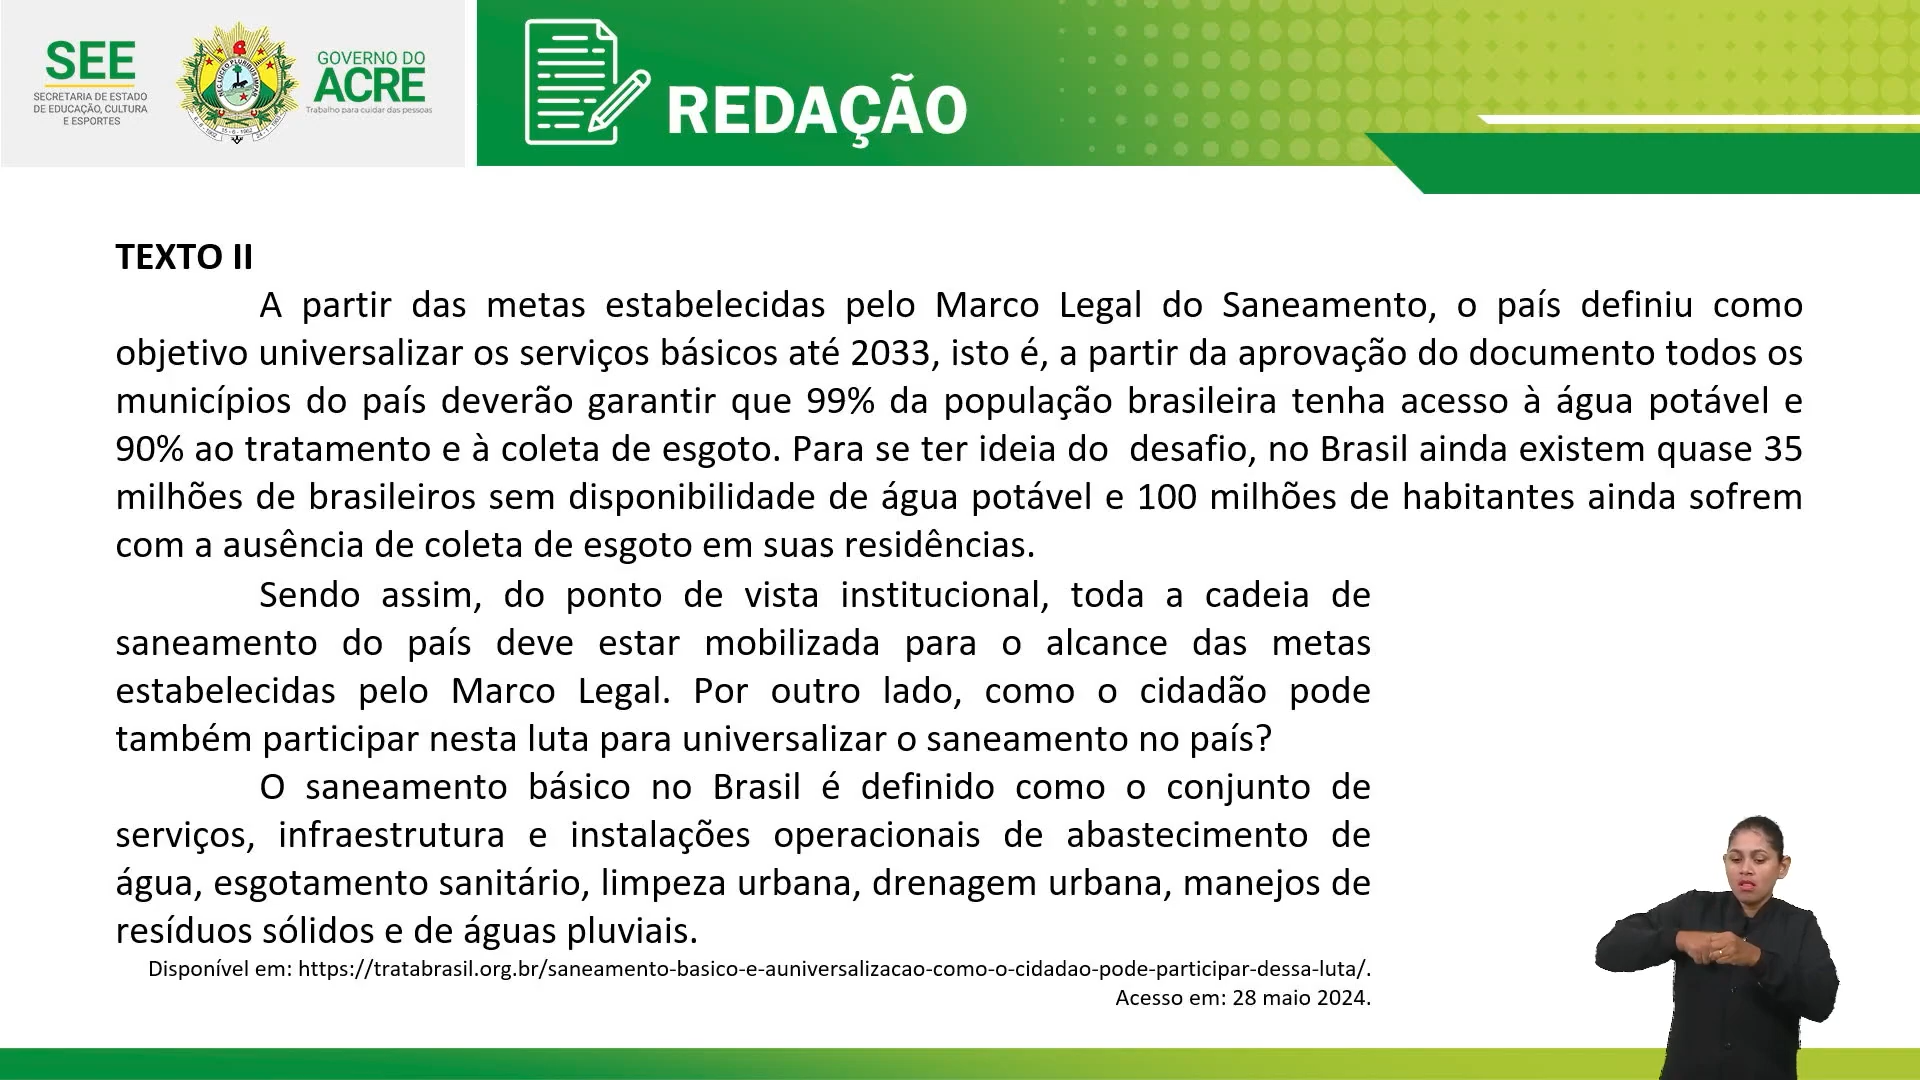 SEE
SECRETARIA DE ESTADO
DE EDUCAÇÃO, CULTURA
E ESPORTES
GOVERNO DO
ACRE
Trabalho para cuidar das pessoas
REDAÇÃO
TEXTO II
A partir das metas estabelecidas pelo Marco Legal do Saneamento, o país definiu como
objetivo universalizar os serviços básicos até 2033, isto é, a partir da aprovação do documento todos os
municípios do país deverão garantir que 99% da população brasileira tenha acesso à água potável e
90% ao tratamento e à coleta de esgoto. Para se ter ideia do desafio, no Brasil ainda existem quase 35
milhões de brasileiros sem disponibilidade de água potável e 100 milhões de habitantes ainda sofrem
com a ausência de coleta de esgoto em suas residências.
Sendo assim, do ponto de vista institucional, toda a cadeia de
saneamento do país deve estar mobilizada para o alcance das metas
estabelecidas pelo Marco Legal. Por outro lado, como o cidadão pode
também participar nesta luta para universalizar o saneamento no país?
O saneamento básico no Brasil é definido como o conjunto de
serviços, infraestrutura e instalações operacionais de abastecimento de
água, esgotamento sanitário, limpeza urbana, drenagem urbana, manejos de
resíduos sólidos e de águas pluviais.
Disponível em: https://tratabrasil.org.br/saneamento-basico-e-auniversalizacao-como-o-cidadao-pode-participar-dessa-luta/.
Acesso em: 28 maio 2024.